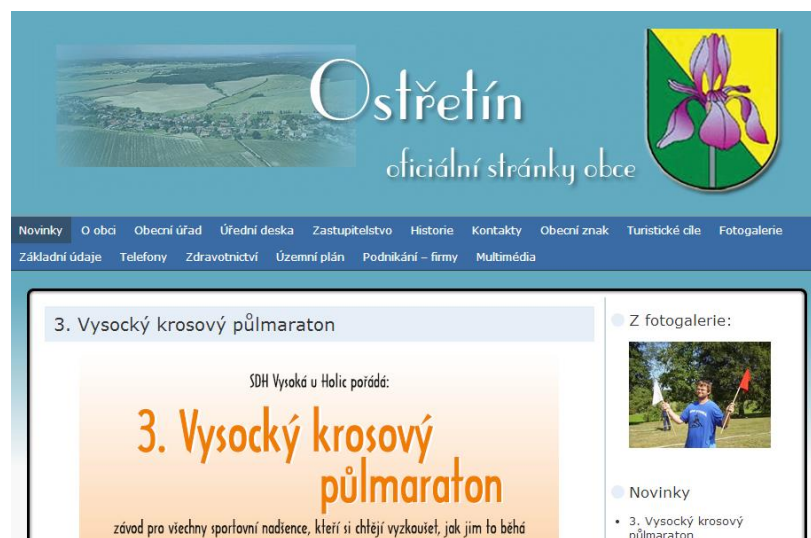 Ostřetín
oficiální stránky obce
Novinky O obci Obecní úřad Úřední deska Zastupitelstvo Historie Kontakty Obecní znak Turistické cíle Fotogalerie
Základní údaje Telefony Zdravotnictví Územní plán Podnikání – firmy Multimédia
3. Vysocký krosový půlmaraton
SDH Vysoká u Holic pořádá:
3. Vysocký krosový
půlmaraton
závod pro všechny sportovní nadšence, kteří si chtějí vyzkoušet, jak jim to běhá
Z fotogalerie:
Novinky
• 3. Vysocký krosový
půlmaraton